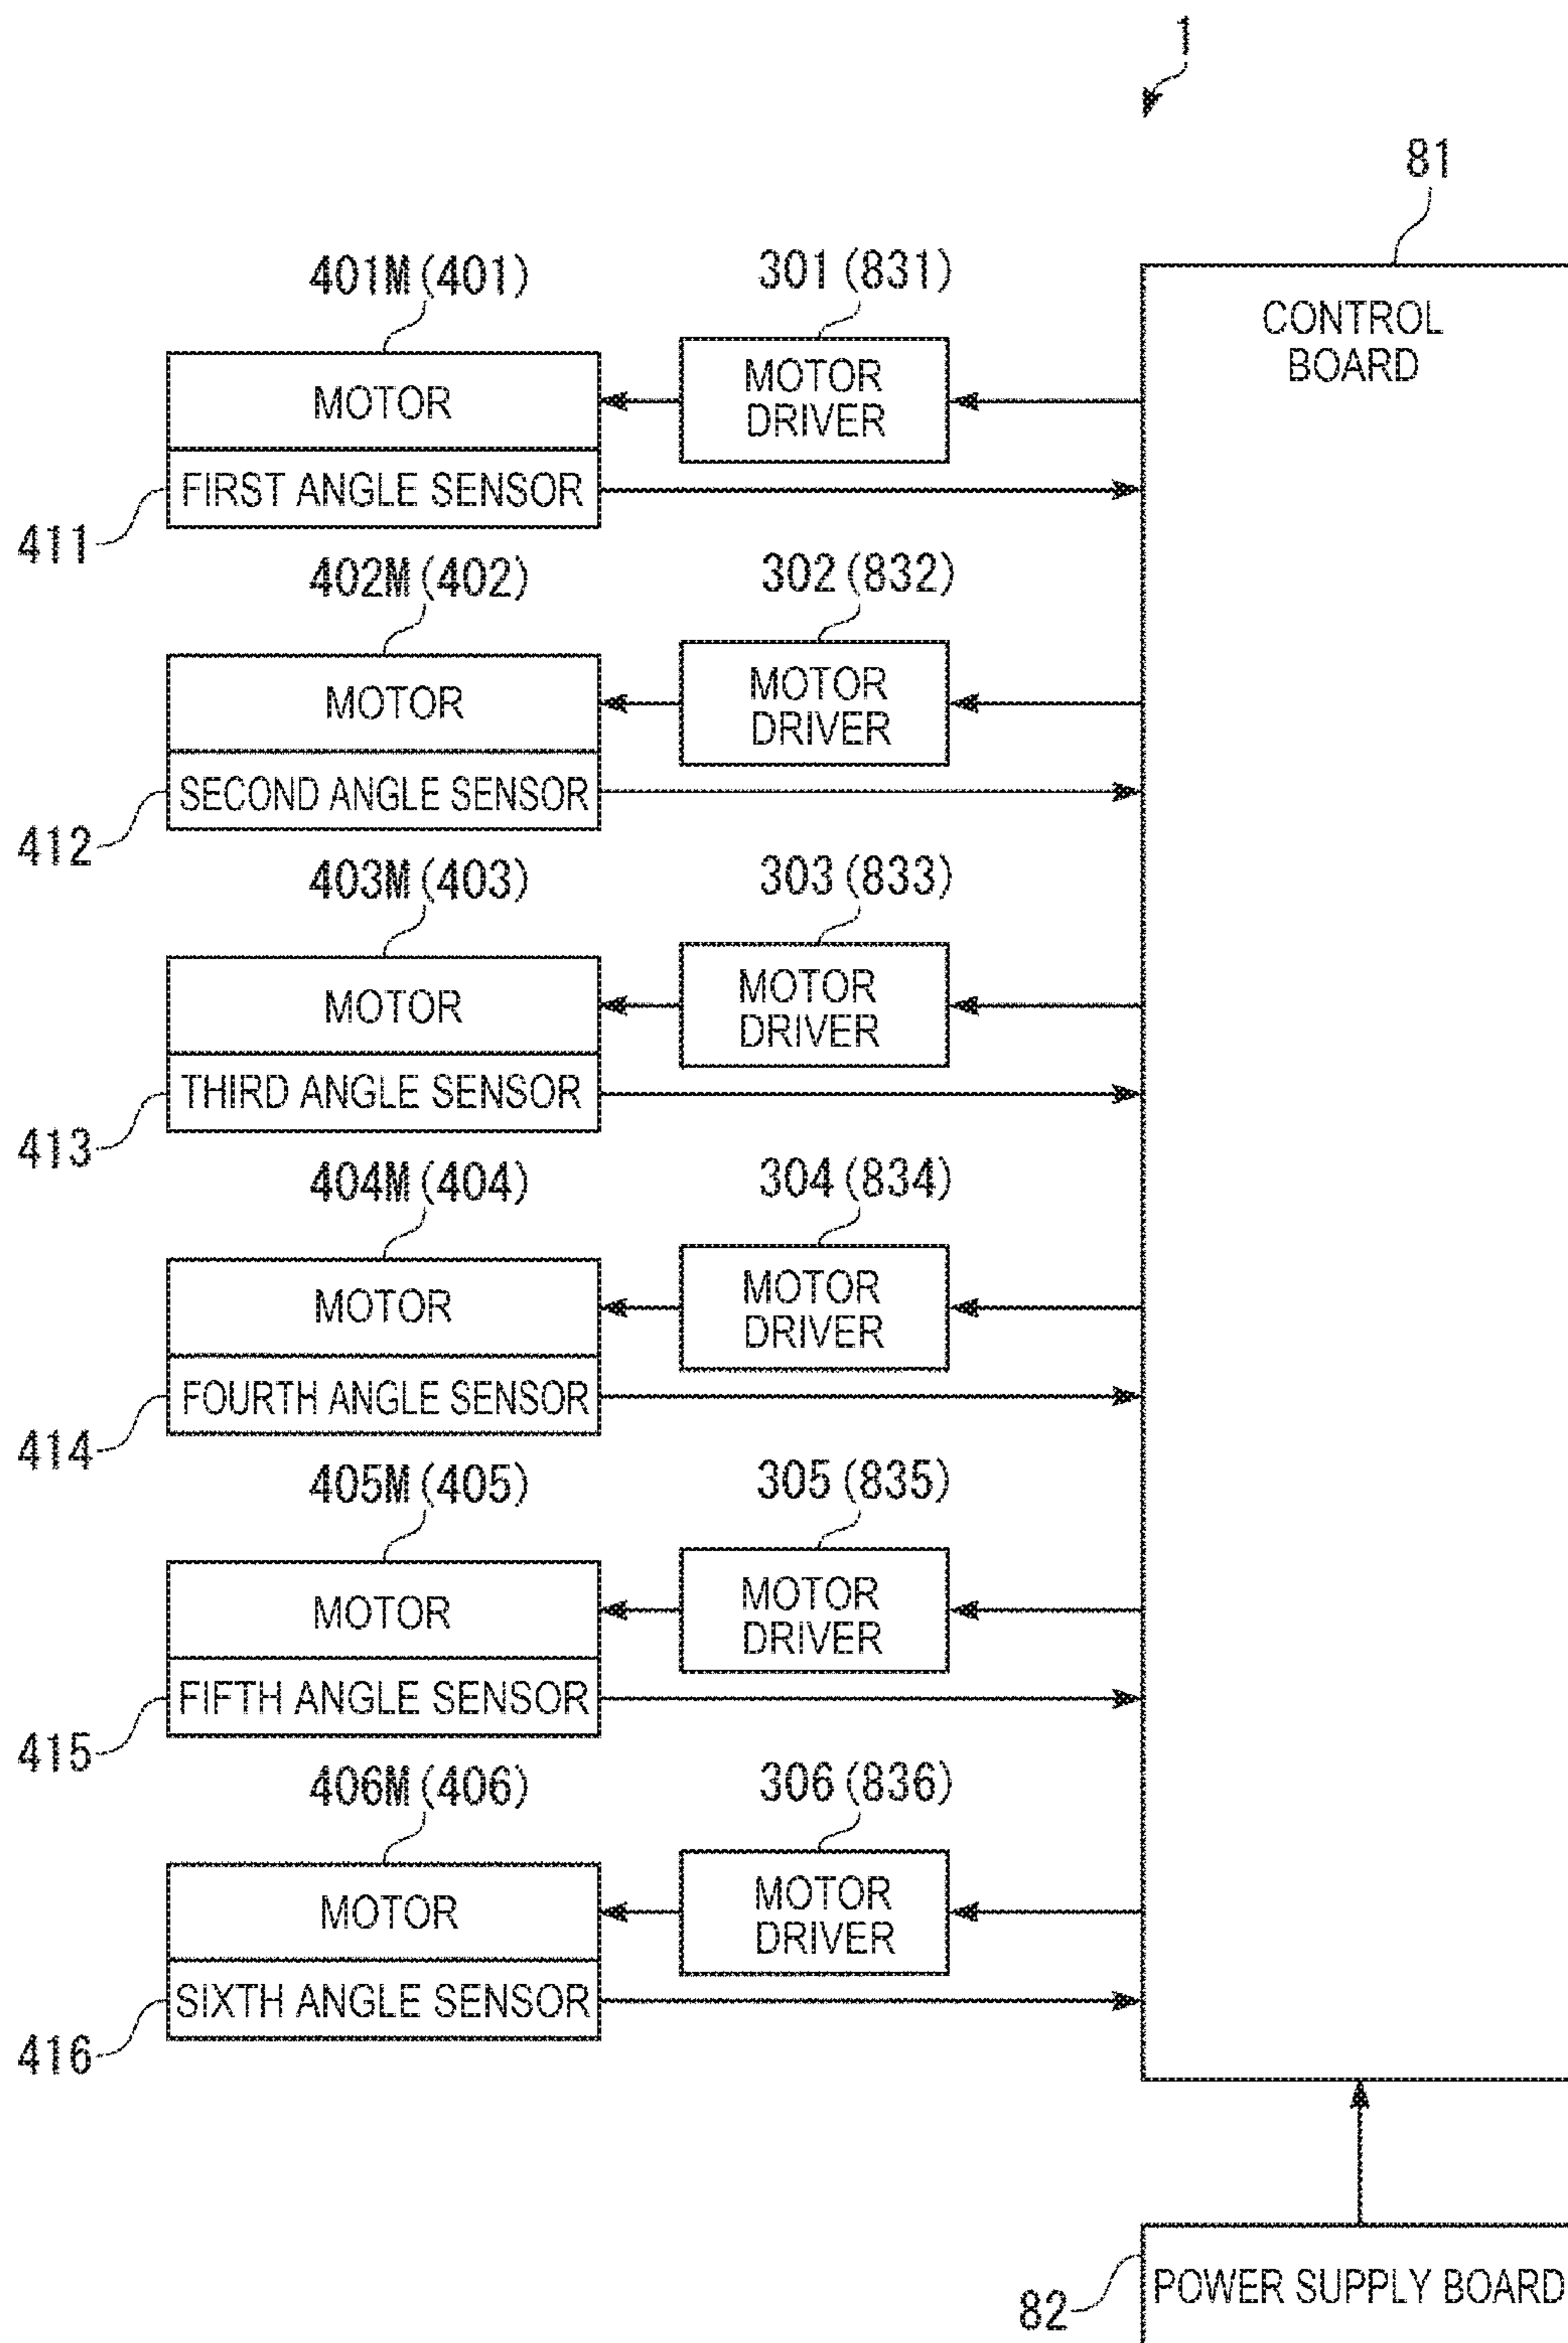 1
81
CONTROL
BOARD
401M (401)
301 (831)
MOTOR
MOTOR
DRIVER
FIRST ANGLE SENSOR
411
402M (402)
302 (832)
MOTOR
MOTOR
DRIVER
SECOND ANGLE SENSOR
412
403M (403)
303 (833)
MOTOR
MOTOR
DRIVER
THIRD ANGLE SENSOR
413
404M (404)
304 (834)
MOTOR
MOTOR
DRIVER
FOURTH ANGLE SENSOR
414
405M (405)
305 (835)
MOTOR
MOTOR
DRIVER
FIFTH ANGLE SENSOR
415
406M (406)
306 (836)
MOTOR
MOTOR
DRIVER
SIXTH ANGLE SENSOR
416
POWER SUPPLY BOARD
82